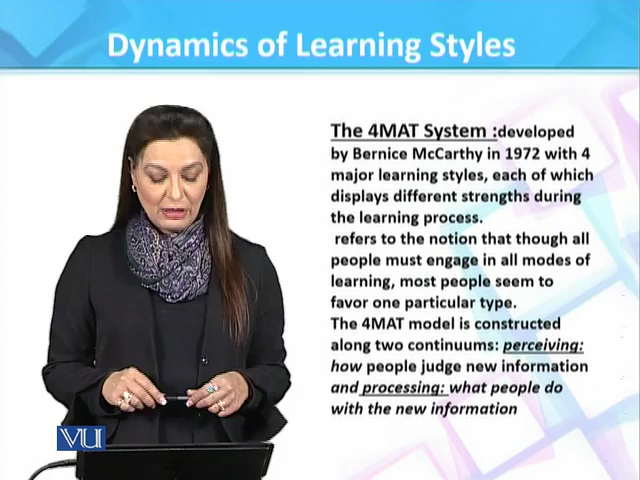 Dynamics of Learning Styles
The 4MAT System :developed
by Bernice McCarthy in 1972 with 4
major learning styles, each of which
displays different strengths during
the learning process.
refers to the notion that though all
people must engage in all modes of
learning, most people seem to
favor one particular type.
The 4MAT model is constructed
along two continuums: perceiving:
how people judge new information
and processing: what people do
with the new information
VU